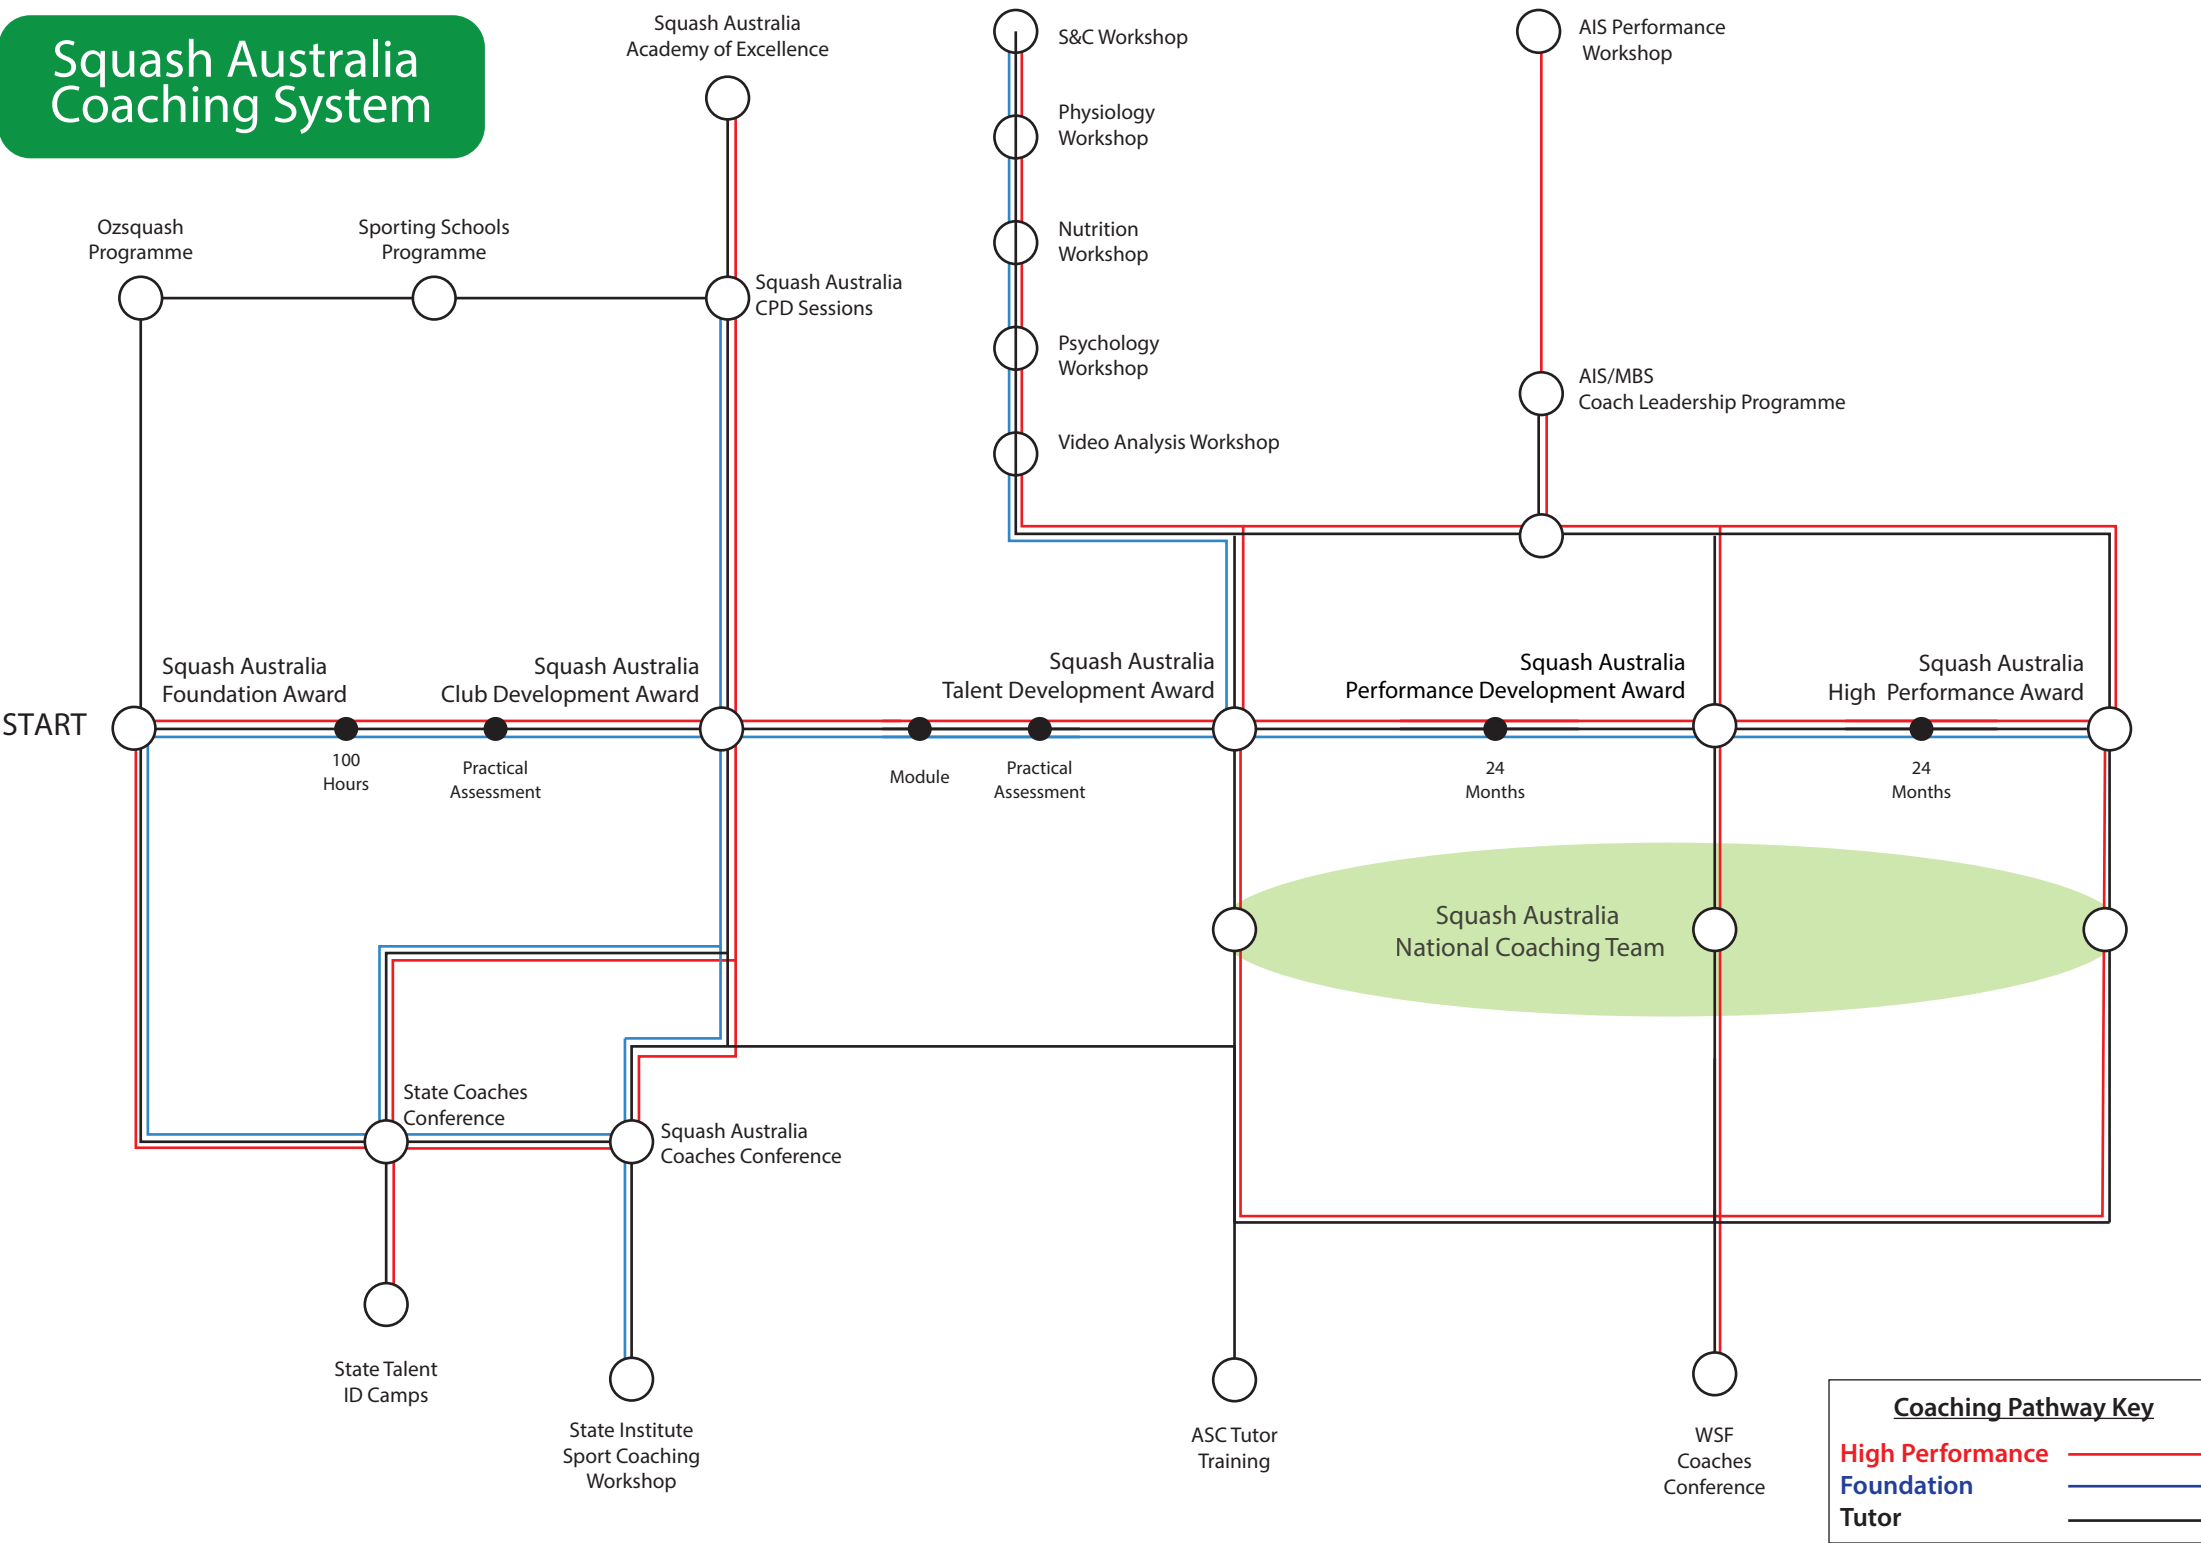 Squash Australia
Coaching System
Squash Australia
Academy of Excellence
S&C Workshop
AIS Performance
Workshop
Physiology
Workshop
Ozsquash
Programme
Sporting Schools
Programme
Nutrition
Workshop
Squash Australia
CPD Sessions
Psychology
Workshop
AIS/MBS
Coach Leadership Programme
Video Analysis Workshop
START
Squash Australia
Foundation Award
Squash Australia
Club Development Award
Squash Australia
Talent Development Award
Squash Australia
Performance Development Award
Squash Australia
High Performance Award
100
Hours
Practical
Assessment
Module
Practical
Assessment
24
Months
24
Months
Squash Australia
National Coaching Team
State Coaches
Conference
Squash Australia
Coaches Conference
State Talent
ID Camps
State Institute
Sport Coaching
Workshop
ASC Tutor
Training
WSF
Coaches
Conference
Coaching Pathway Key
High Performance
Foundation
Tutor